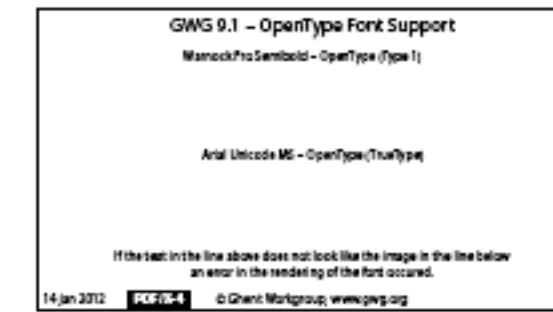 GWG 9.1 – OpenType Font Support
WarnockPro Semibold – OpenType (Type 1)
Arial Unicode MS – OpenType (TrueType)
If the text in the line above does not look like the image in the line below
an error in the rendering of the font occured.
14 Jan 2012 PDF/X-4 © Ghent Workgroup, www.gwg.org